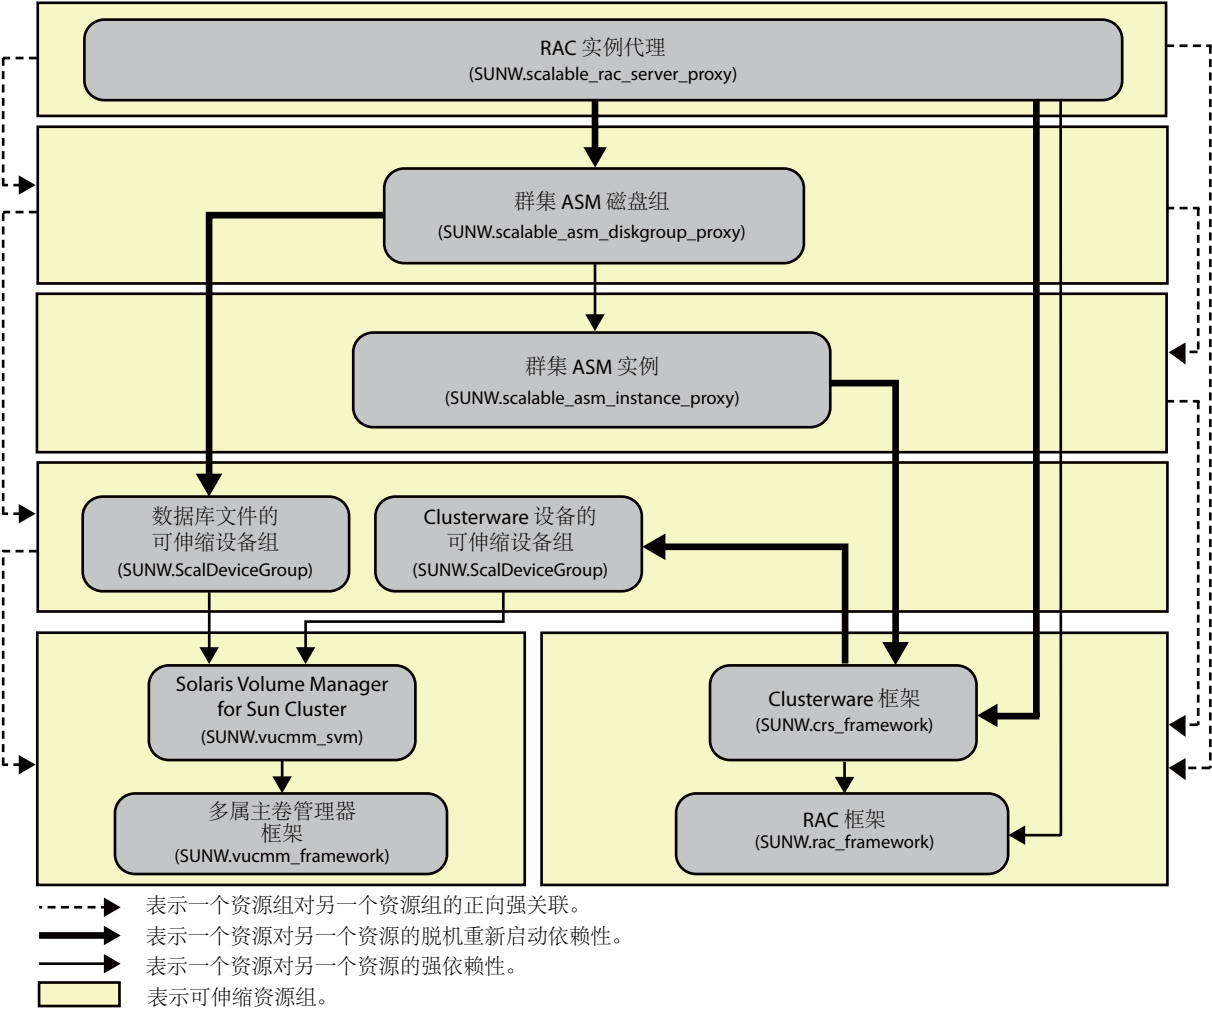 RAC 实例代理
(SUNW.scalable_rac_server_proxy)
群集 ASM 磁盘组
(SUNW.scalable_asm_diskgroup_proxy)
群集 ASM 实例
(SUNW.scalable_asm_instance_proxy)
数据库文件的
可伸缩设备组
(SUNW.ScalDeviceGroup)
Clusterware 设备的
可伸缩设备组
(SUNW.ScalDeviceGroup)
Solaris Volume Manager
for Sun Cluster
(SUNW.vucmm_svm)
多属主卷管理器
框架
(SUNW.vucmm_framework)
Clusterware 框架
(SUNW.crs_framework)
RAC 框架
(SUNW.rac_framework)
表示一个资源组对另一个资源组的正向强关联。
表示一个资源对另一个资源的脱机重新启动依赖性。
表示一个资源对另一个资源的强依赖性。
表示可伸缩资源组。